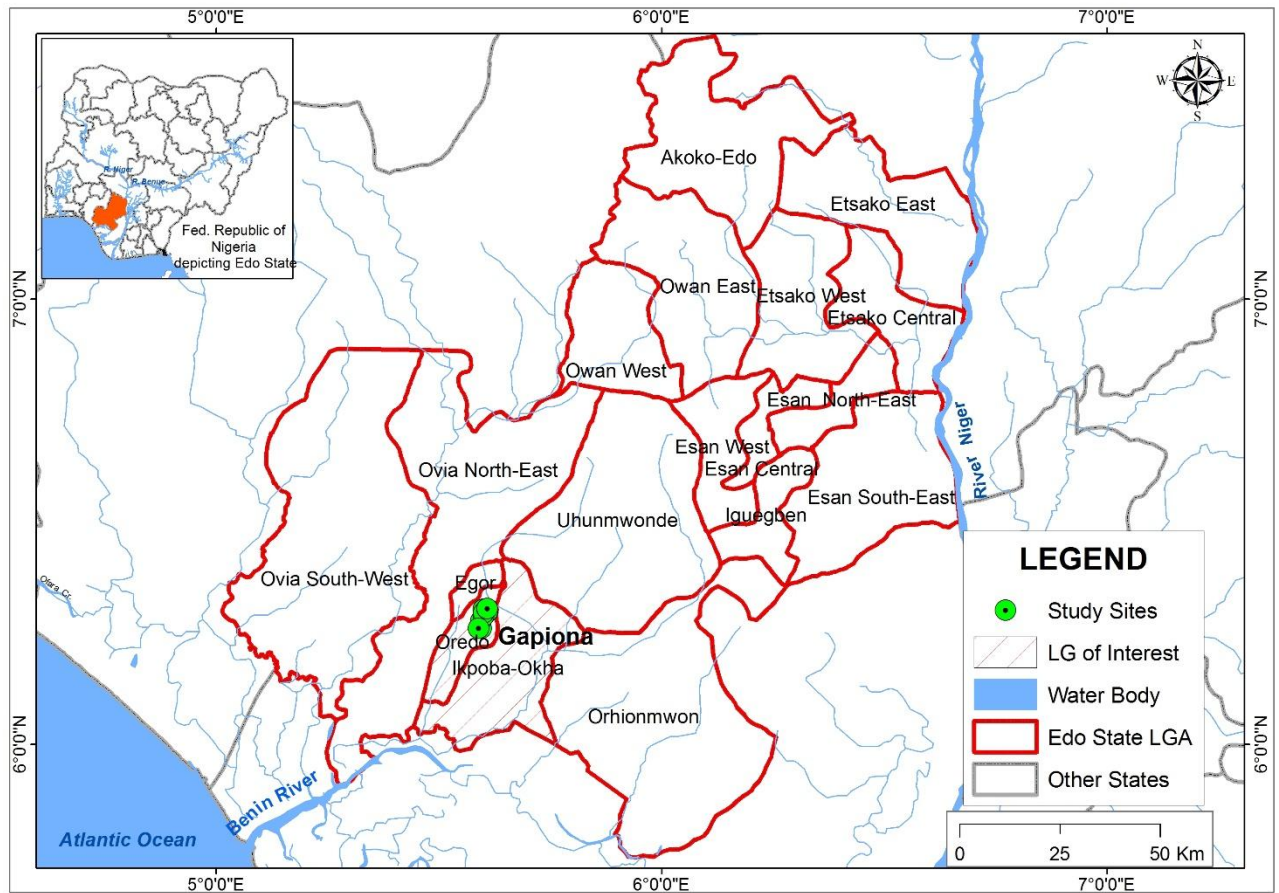 5°0'0"E
6°0'0"E
7°0'0"E
N
W
E
S
R. Niger
R. Benue
Fed. Republic of
Nigeria
depicting Edo State
Akoko-Edo
Etsako East
7°0'0"N
7°0'0"N
Owan East
Etsako West
Etsako Central
Owan West
Esan North-East
Esan West
Ovia North-East
Esan Central
River Niger
Esan South-East
Iguegben
Uhunmwonde
Ovia South-West
Egor
Gapiona
Oredo
Ikpoba-Okha
Orhionmwon
6°0'0"N
6°0'0"N
Benin River
Atlantic Ocean
LEGEND
Study Sites
LG of Interest
Water Body
Edo State LGA
Other States
0 25 50 Km
5°0'0"E
6°0'0"E
7°0'0"E